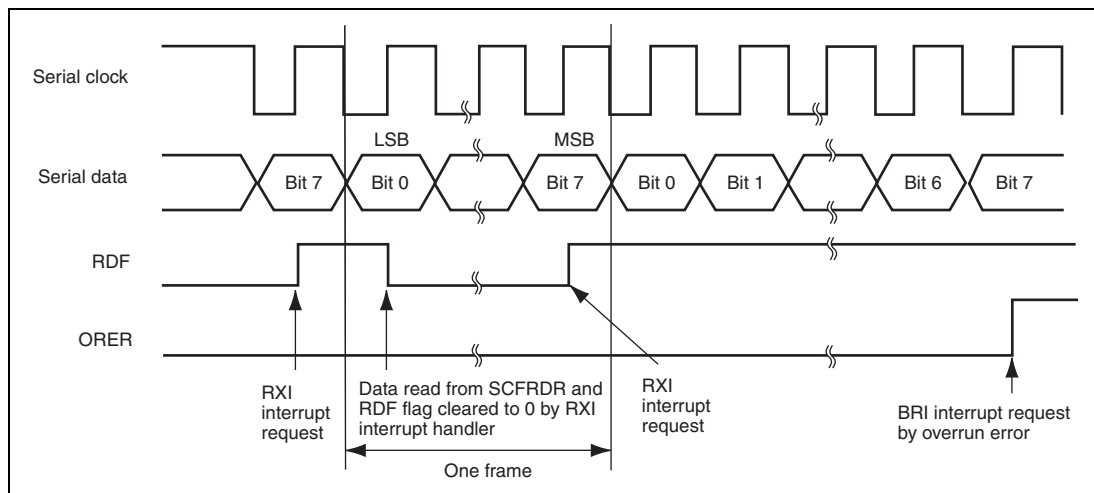 Serial clock
LSB
MSB
Serial data
Bit 7
Bit 0
Bit 7
Bit 0
Bit 1
Bit 6
Bit 7
RDF
ORER
RXI
interrupt
request
Data read from SCFRDR and
RDF flag cleared to 0 by RXI
interrupt handler
RXI
interrupt
request
BRI interrupt request
by overrun error
One frame